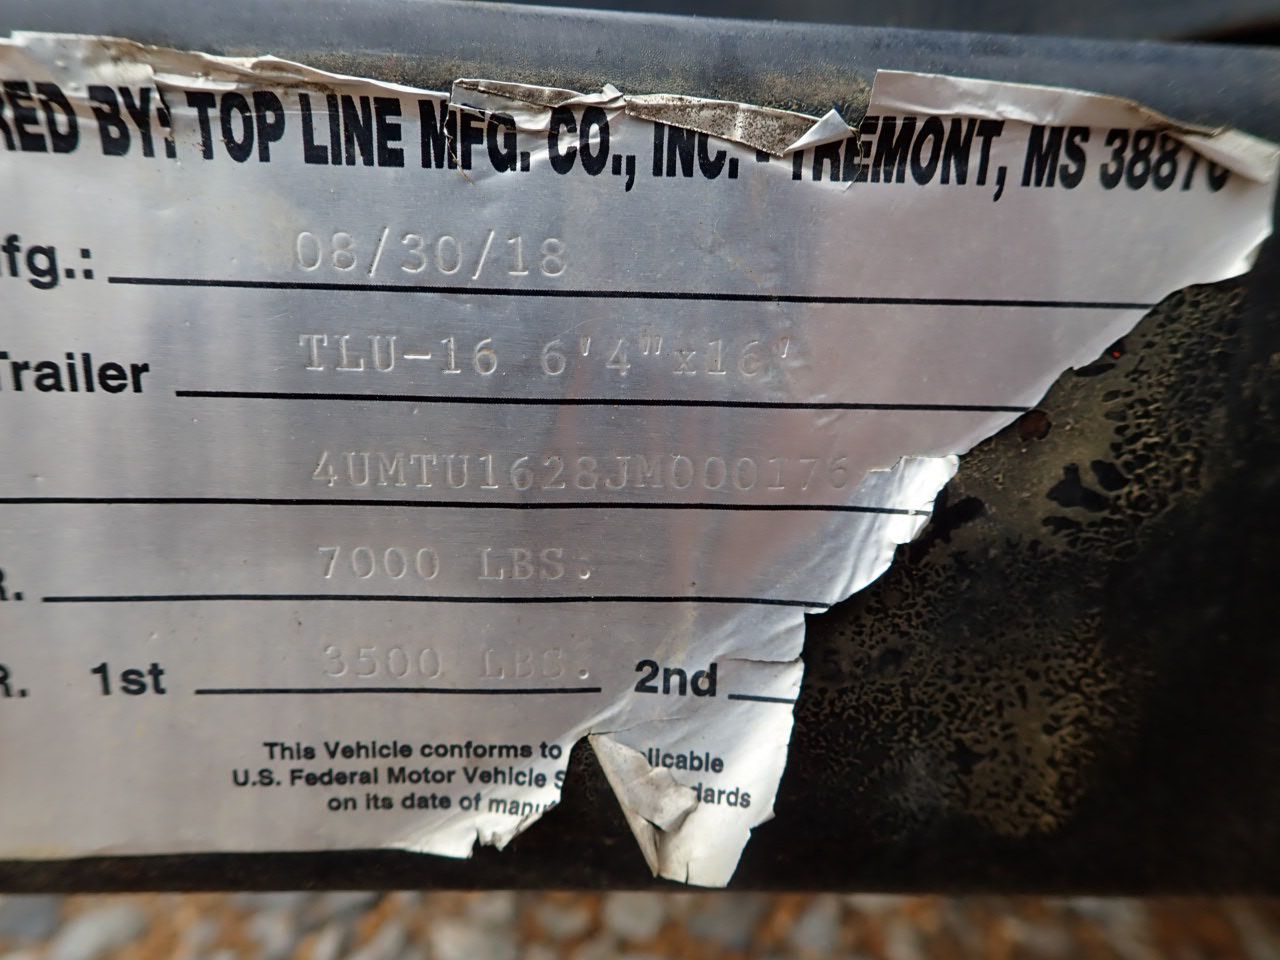 RED BY: TOP LINE MFG. CO., INC. - TREMONT, MS 38876
fg.: 08/30/18
Trailer TLU-16 6'4"x16'
4UMTU1628JM000176-
7000 LBS.
R. 1st 3500 LBS. 2nd
This Vehicle conforms to licable
U.S. Federal Motor Vehicle S dards
on its date of manu